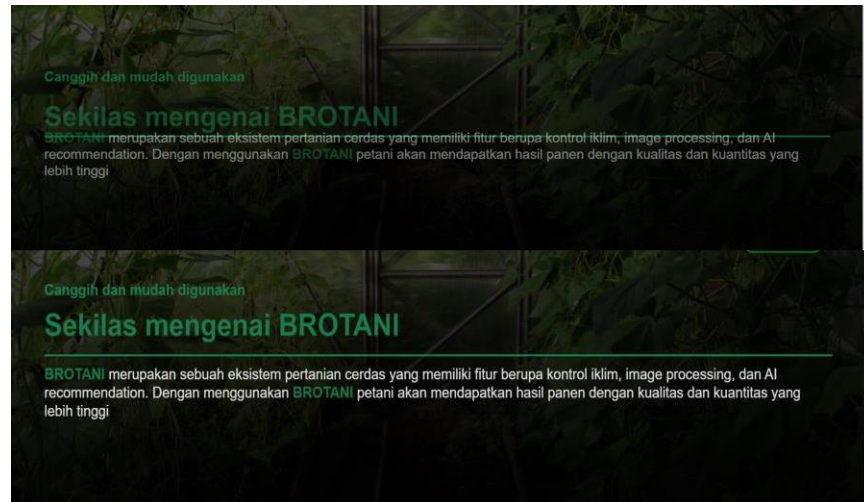 Canggih dan mudah digunakan
Sekilas mengenai BROTANI
BROTANI merupakan sebuah eksistem pertanian cerdas yang memiliki fitur berupa kontrol iklim, image processing, dan AI
recommendation. Dengan menggunakan BROTANI petani akan mendapatkan hasil panen dengan kualitas dan kuantitas yang
lebih tinggi
Canggih dan mudah digunakan
Sekilas mengenai BROTANI
BROTANI merupakan sebuah eksistem pertanian cerdas yang memiliki fitur berupa kontrol iklim, image processing, dan AI
recommendation. Dengan menggunakan BROTANI petani akan mendapatkan hasil panen dengan kualitas dan kuantitas yang
lebih tinggi